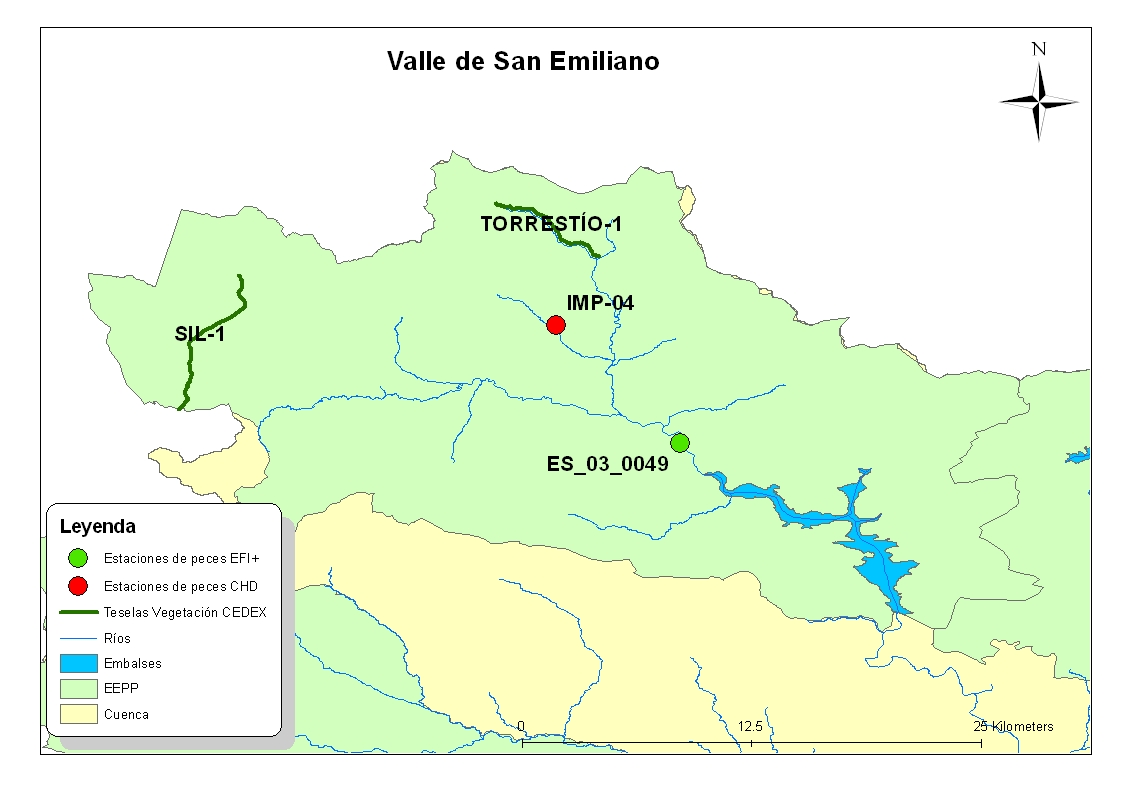 Valle de San Emiliano
N
TORRESTÍO-1
IMP-04
SIL-1
ES_03_0049
Leyenda
Estaciones de peces EFI+
Estaciones de peces CHD
Teselas Vegetación CEDEX
Ríos
Embalses
EEPP
Cuenca
0 12.5 25 Kilometers